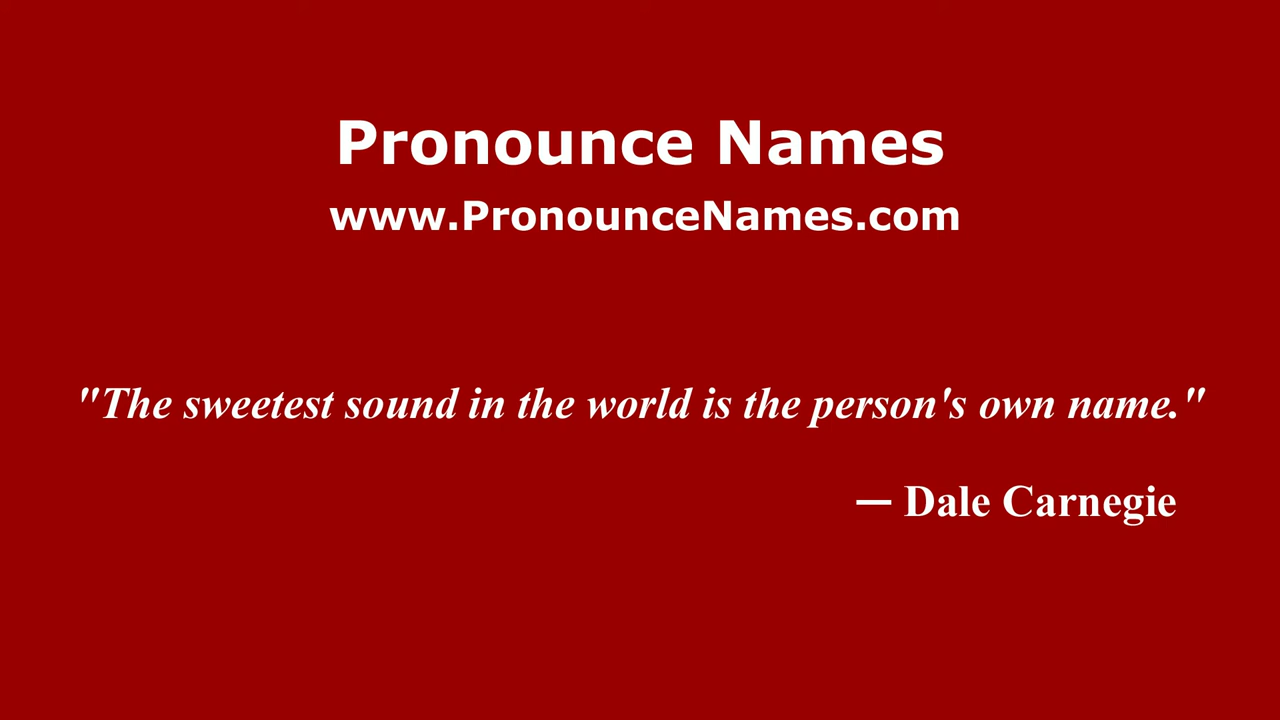 Pronounce Names
www.PronounceNames.com
"The sweetest sound in the world is the person's own name."
— Dale Carnegie